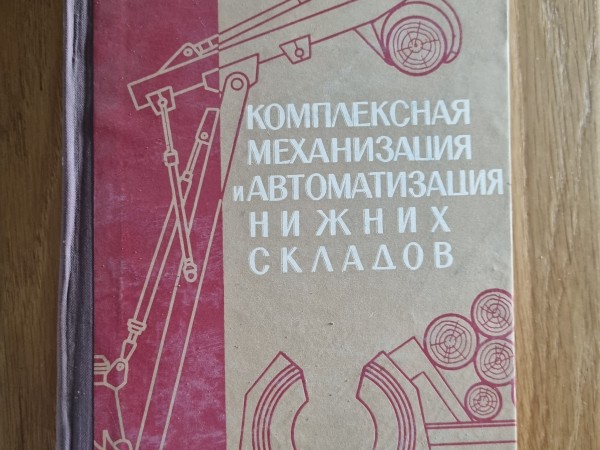 КОМПЛЕКСНАЯ
МЕХАНИЗАЦИЯ
И АВТОМАТИЗАЦИЯ
НИЖНИХ
СКЛАДОВ